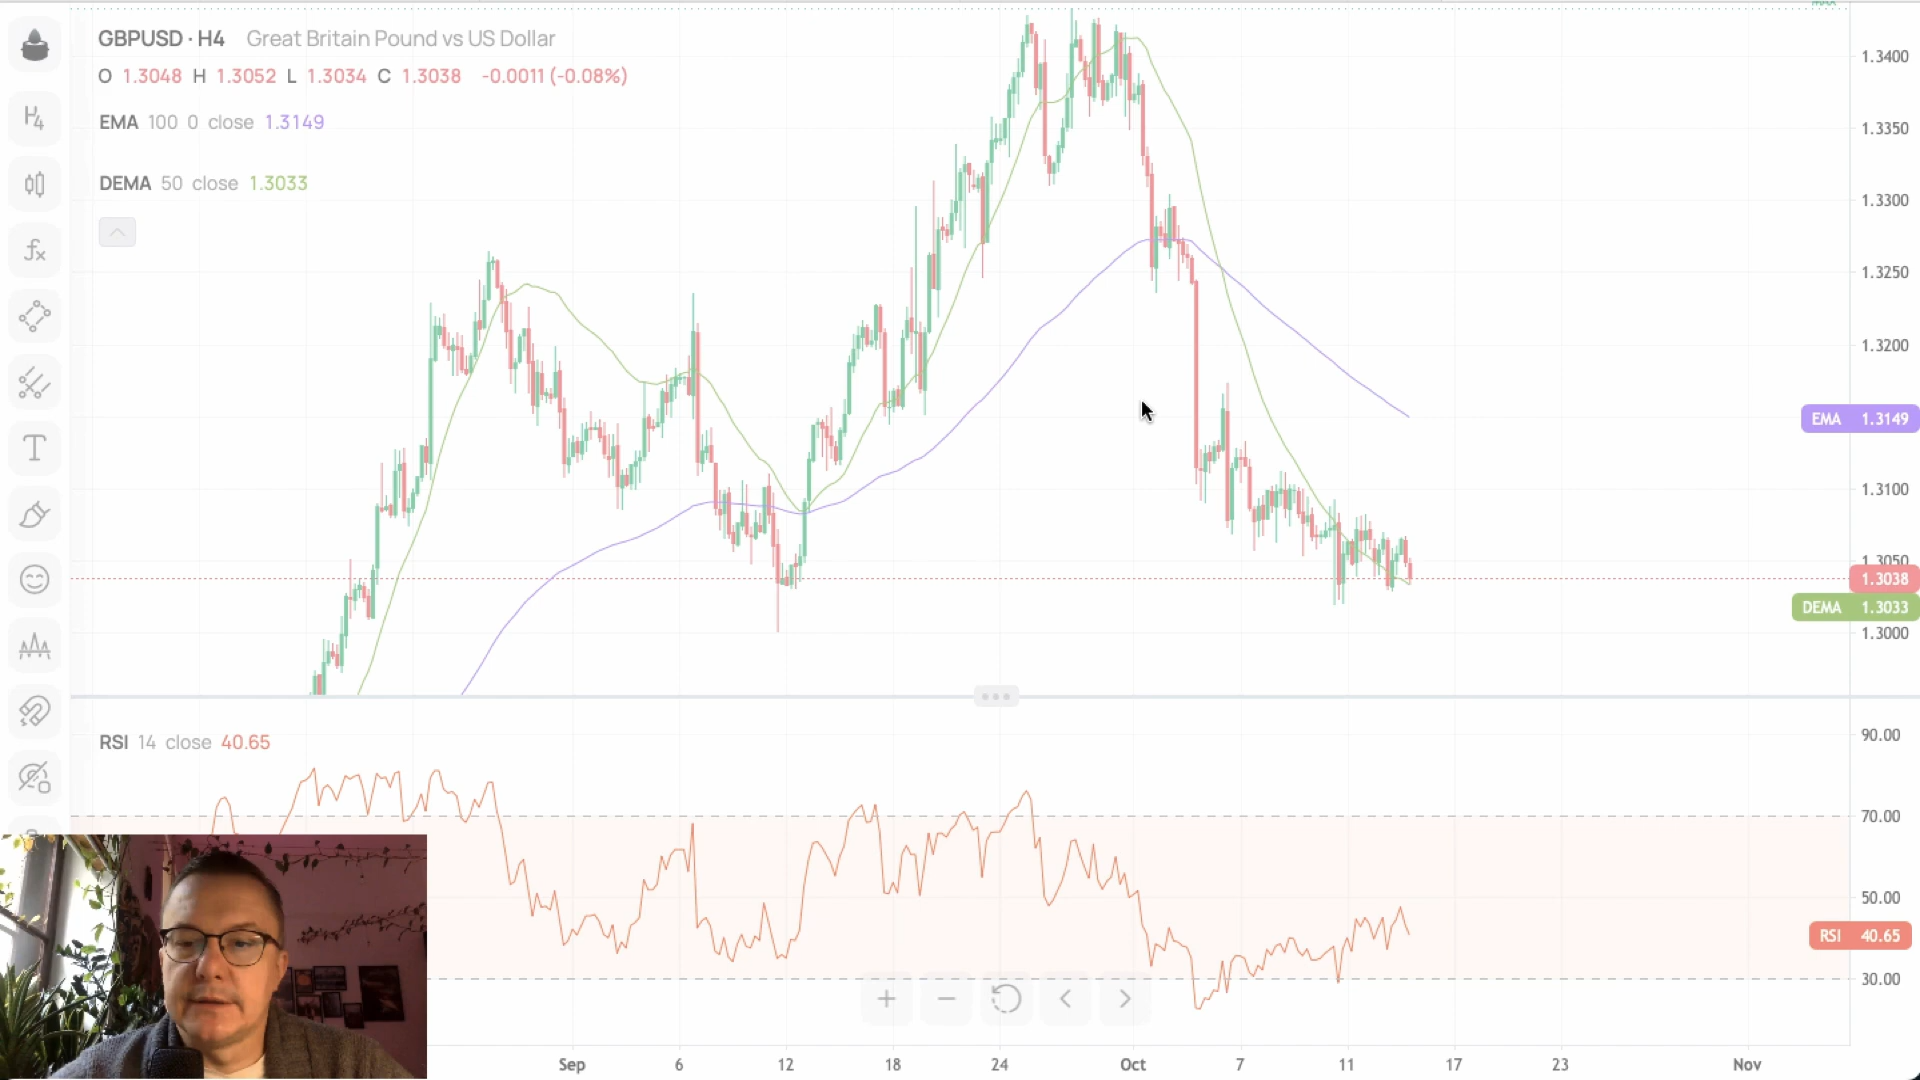 GBPUSD · H4 Great Britain Pound vs US Dollar
O 1.3048 H 1.3052 L 1.3034 C 1.3038 -0.0011 (-0.08%)
EMA 100 0 close 1.3149
DEMA 50 close 1.3033
H4
fx
T
1.3400
1.3350
1.3300
1.3250
1.3200
EMA 1.3149
1.3100
1.3050
1.3038
DEMA 1.3033
1.3000
RSI 14 close 40.65
90.00
70.00
50.00
RSI 40.65
30.00
Sep 6 12 18 24 Oct 7 11 17 23 Nov